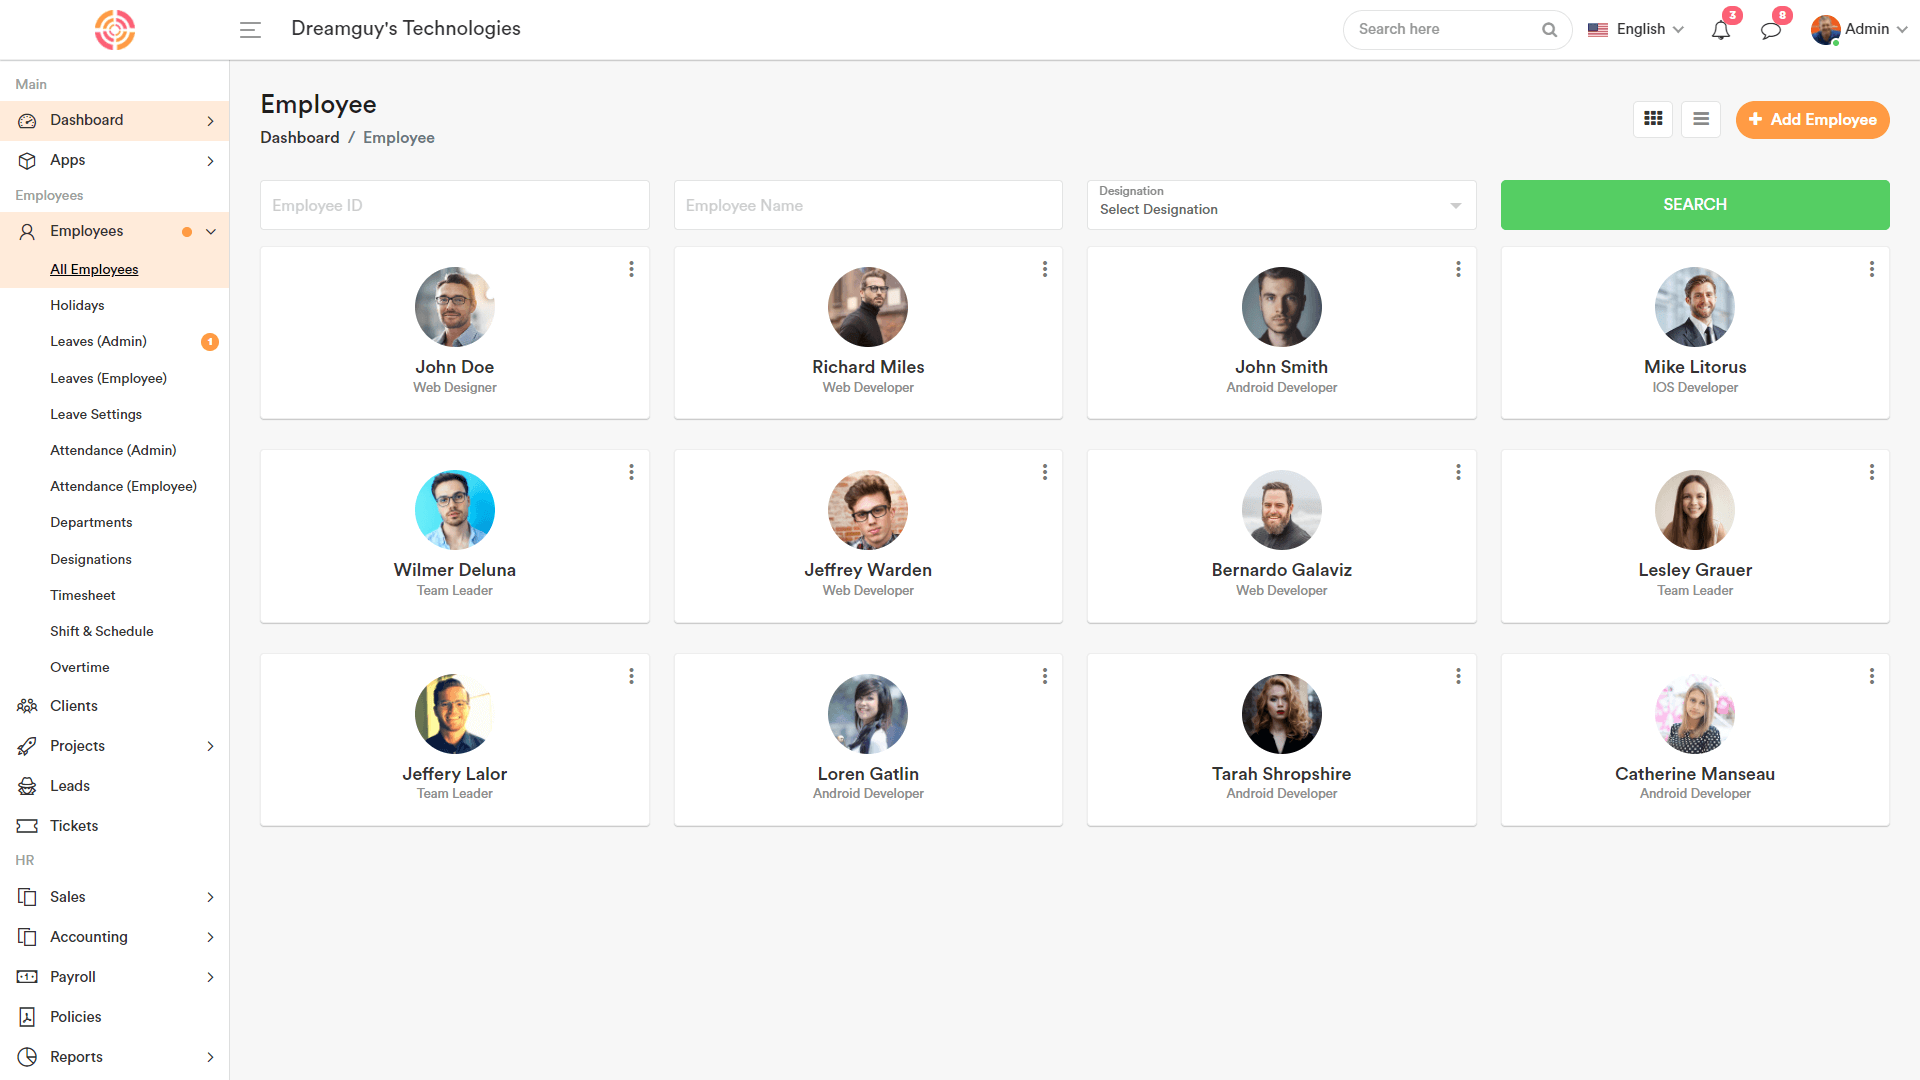 Dreamguy's Technologies
Search here
English
3
8
Admin
Main
Dashboard
Apps
Employees
Employees
All Employees
Holidays
Leaves (Admin)
1
Leaves (Employee)
Leave Settings
Attendance (Admin)
Attendance (Employee)
Departments
Designations
Timesheet
Shift & Schedule
Overtime
Clients
Projects
Leads
Tickets
HR
Sales
Accounting
Payroll
Policies
Reports
Employee
Dashboard / Employee
+ Add Employee
Employee ID
Employee Name
Designation
Select Designation
SEARCH
John Doe
Web Designer
Richard Miles
Web Developer
John Smith
Android Developer
Mike Litorus
IOS Developer
Wilmer Deluna
Team Leader
Jeffrey Warden
Web Developer
Bernardo Galaviz
Web Developer
Lesley Grauer
Team Leader
Jeffery Lalor
Team Leader
Loren Gatlin
Android Developer
Tarah Shropshire
Android Developer
Catherine Manseau
Android Developer